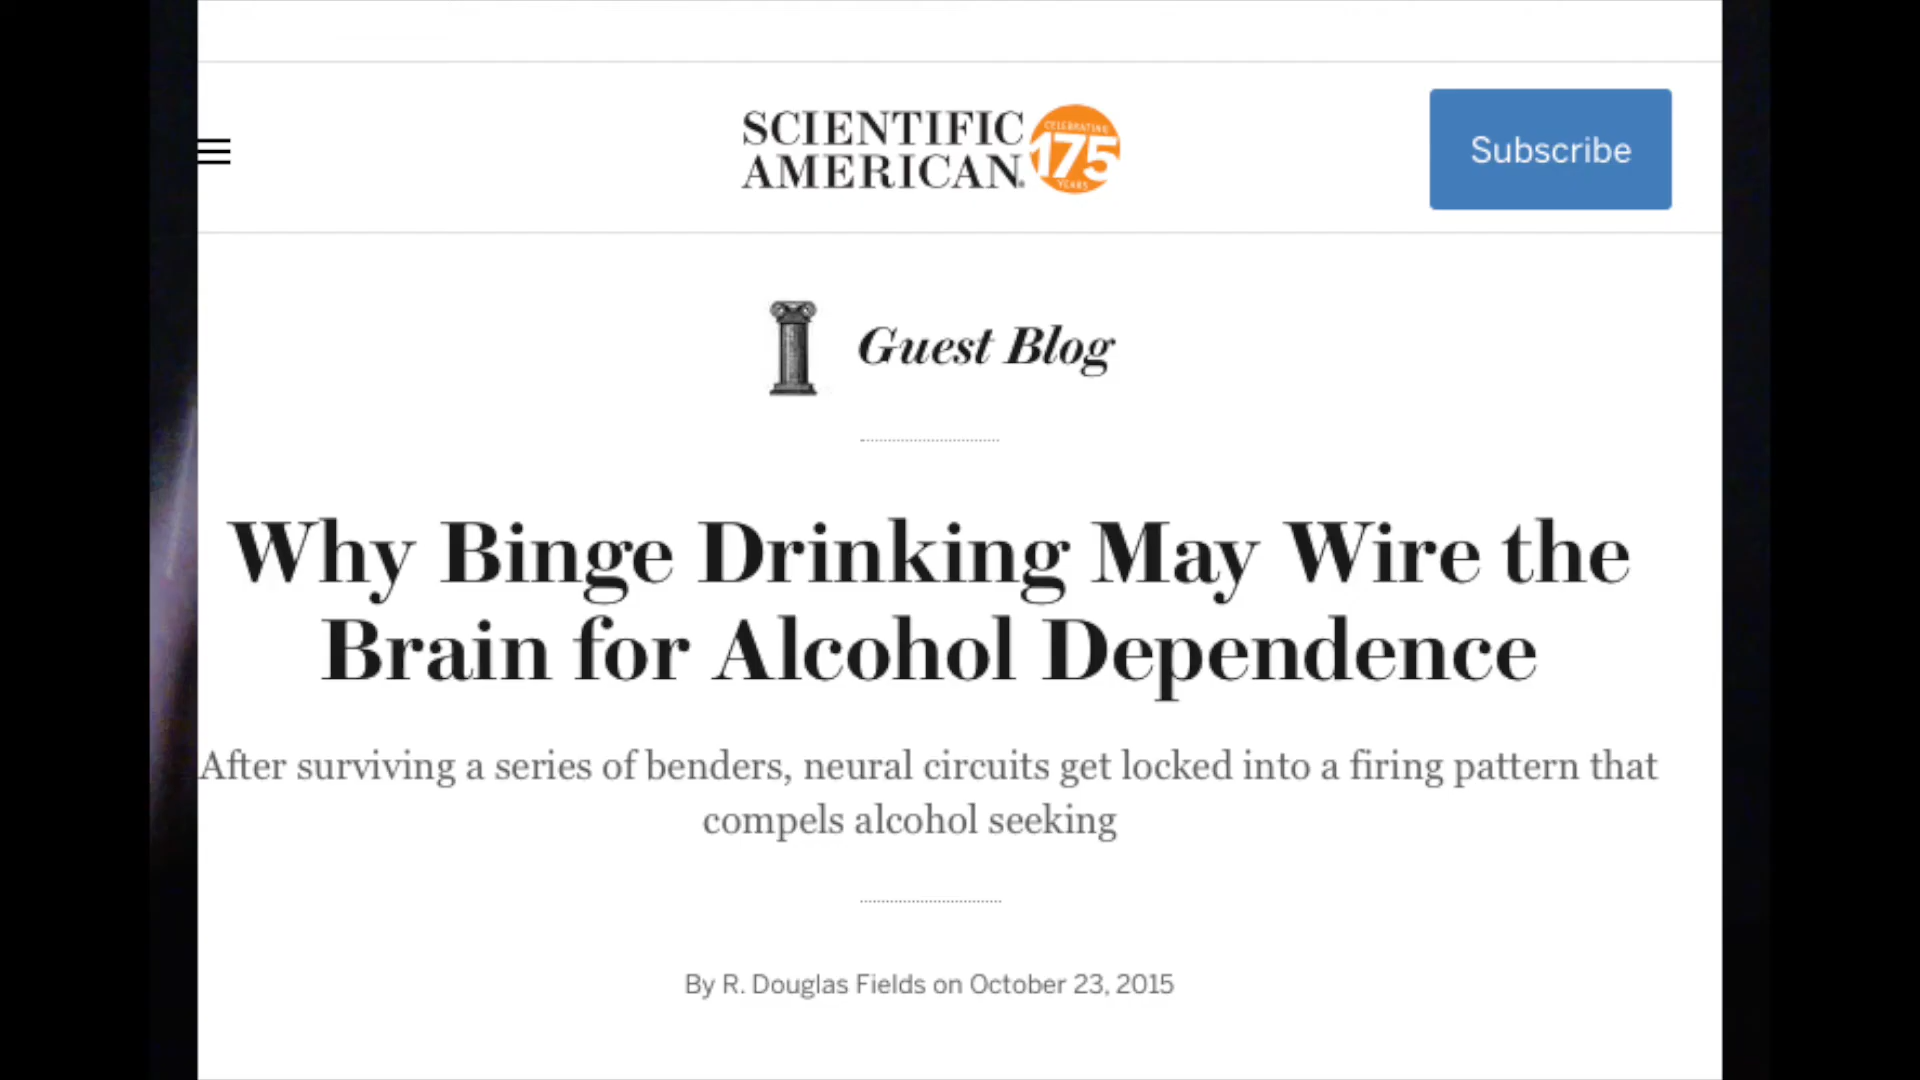 SCIENTIFIC
AMERICAN
CELEBRATING
175
YEARS
Subscribe
Guest Blog
Why Binge Drinking May Wire the
Brain for Alcohol Dependence
After surviving a series of benders, neural circuits get locked into a firing pattern that
compels alcohol seeking
By R. Douglas Fields on October 23, 2015